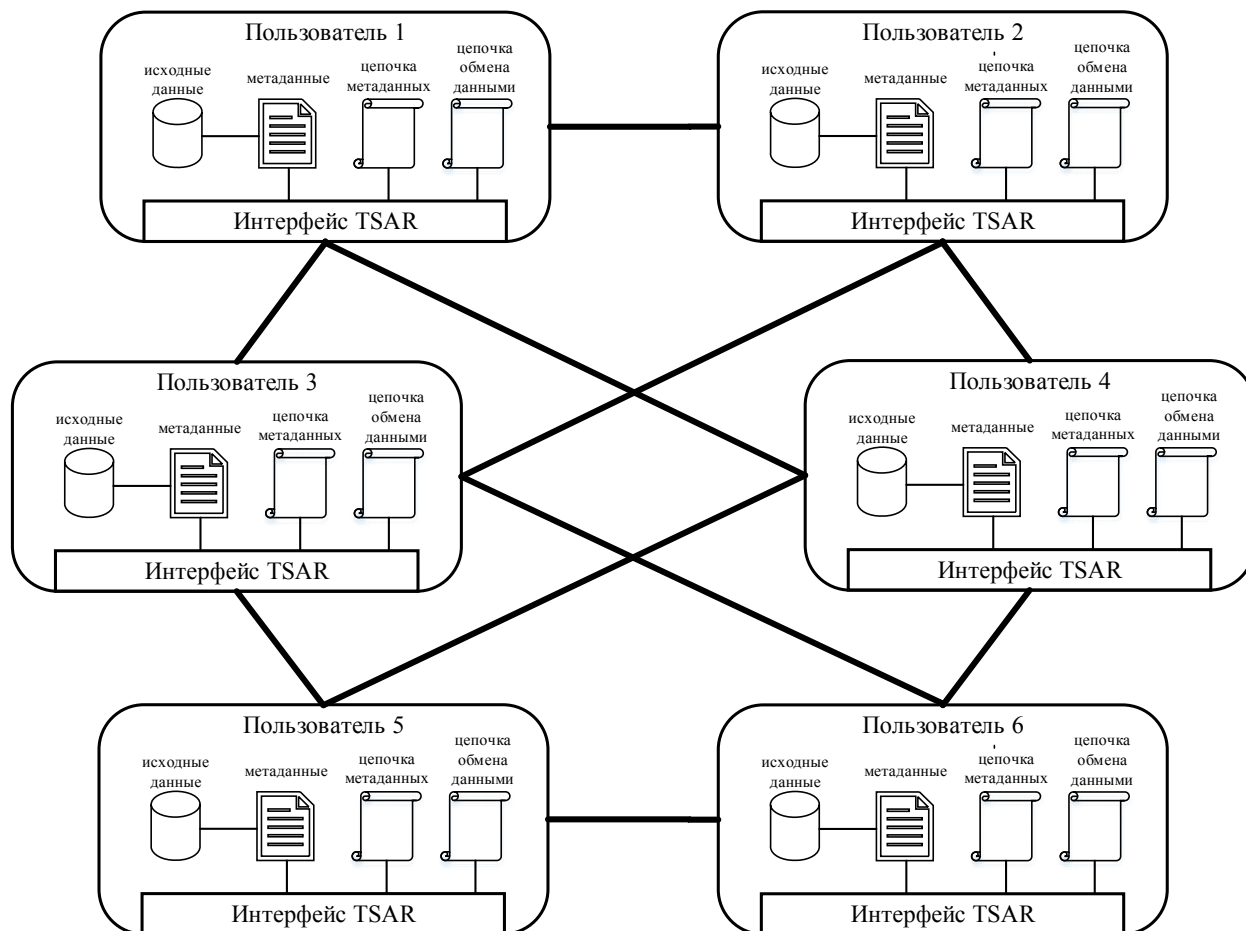 Пользователь 1
исходные
данные
метаданные
цепочка
метаданных
цепочка
обмена
данными
Интерфейс TSAR
Пользователь 2
исходные
данные
метаданные
цепочка
метаданных
цепочка
обмена
данными
Интерфейс TSAR
Пользователь 3
исходные
данные
метаданные
цепочка
метаданных
цепочка
обмена
данными
Интерфейс TSAR
Пользователь 4
исходные
данные
метаданные
цепочка
метаданных
цепочка
обмена
данными
Интерфейс TSAR
Пользователь 5
исходные
данные
метаданные
цепочка
метаданных
цепочка
обмена
данными
Интерфейс TSAR
Пользователь 6
исходные
данные
метаданные
цепочка
метаданных
цепочка
обмена
данными
Интерфейс TSAR